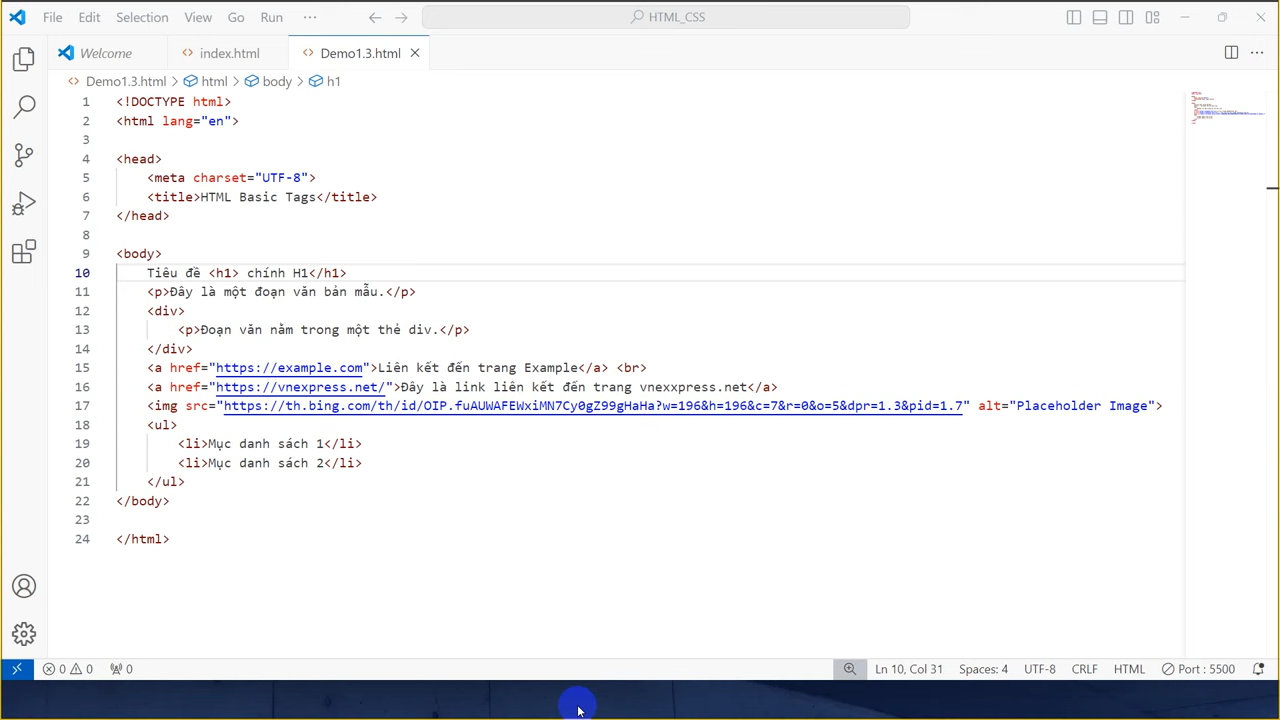 File Edit Selection View Go Run ··· HTML_CSS
Welcome index.html Demo1.3.html
Demo1.3.html > html > body > h1
1 <!DOCTYPE html>
2 <html lang="en">
3
4 <head>
5 <meta charset="UTF-8">
6 <title>HTML Basic Tags</title>
7 </head>
8
9 <body>
10 Tiêu đề <h1> chính H1</h1>
11 <p>Đây là một đoạn văn bản mẫu.</p>
12 <div>
13 <p>Đoạn văn nằm trong một thẻ div.</p>
14 </div>
15 <a href="https://example.com">Liên kết đến trang Example</a> <br>
16 <a href="https://vnexpress.net/">Đây là link liên kết đến trang vnexxpress.net</a>
17 <img src="https://th.bing.com/th/id/OIP.fuAUWAFEWxiMN7Cy0gZ99gHaHa?w=196&h=196&c=7&r=0&o=5&dpr=1.3&pid=1.7" alt="Placeholder Image">
18 <ul>
19 <li>Mục danh sách 1</li>
20 <li>Mục danh sách 2</li>
21 </ul>
22 </body>
23
24 </html>
0 0 0 Ln 10, Col 31 Spaces: 4 UTF-8 CRLF HTML Port : 5500